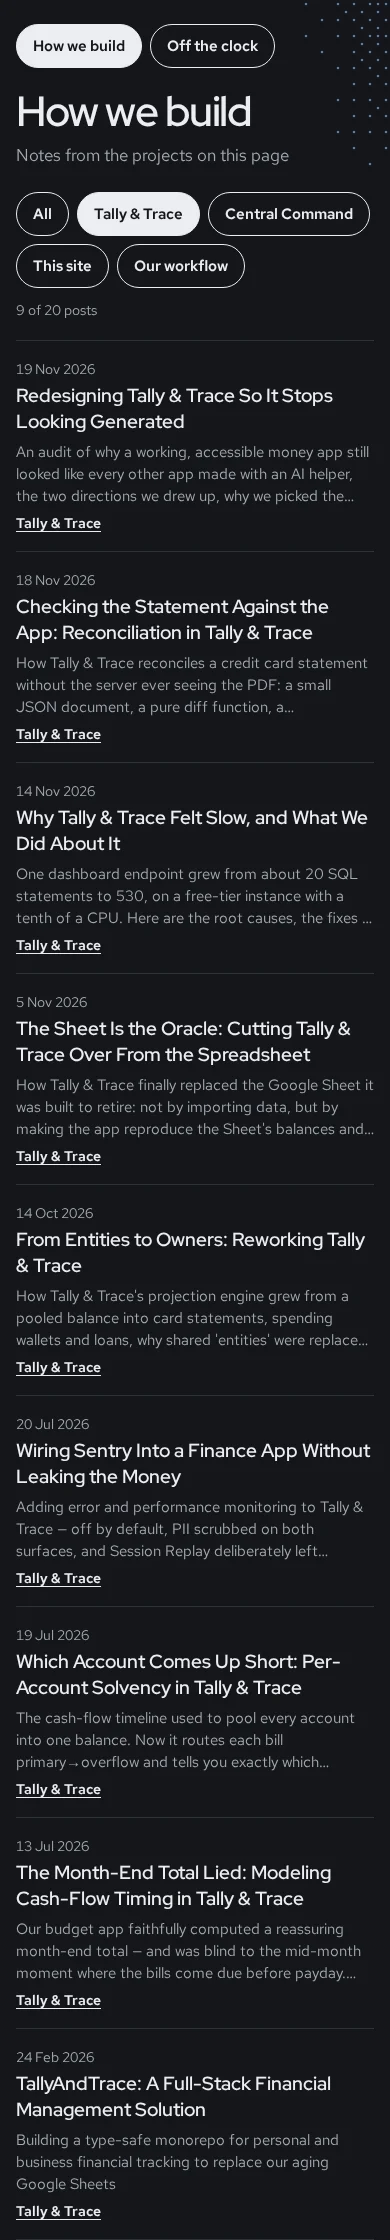 How we build
Off the clock
How we build
Notes from the projects on this page
All
Tally & Trace
Central Command
This site
Our workflow
9 of 20 posts
19 Nov 2026
Redesigning Tally & Trace So It Stops
Looking Generated
An audit of why a working, accessible money app still
looked like every other app made with an AI helper,
the two directions we drew up, why we picked the...
Tally & Trace
18 Nov 2026
Checking the Statement Against the
App: Reconciliation in Tally & Trace
How Tally & Trace reconciles a credit card statement
without the server ever seeing the PDF: a small
JSON document, a pure diff function, a...
Tally & Trace
14 Nov 2026
Why Tally & Trace Felt Slow, and What We
Did About It
One dashboard endpoint grew from about 20 SQL
statements to 530, on a free-tier instance with a
tenth of a CPU. Here are the root causes, the fixes ...
Tally & Trace
5 Nov 2026
The Sheet Is the Oracle: Cutting Tally &
Trace Over From the Spreadsheet
How Tally & Trace finally replaced the Google Sheet it
was built to retire: not by importing data, but by
making the app reproduce the Sheet's balances and...
Tally & Trace
14 Oct 2026
From Entities to Owners: Reworking Tally
& Trace
How Tally & Trace's projection engine grew from a
pooled balance into card statements, spending
wallets and loans, why shared 'entities' were replace...
Tally & Trace
20 Jul 2026
Wiring Sentry Into a Finance App Without
Leaking the Money
Adding error and performance monitoring to Tally &
Trace — off by default, PII scrubbed on both
surfaces, and Session Replay deliberately left...
Tally & Trace
19 Jul 2026
Which Account Comes Up Short: Per-
Account Solvency in Tally & Trace
The cash-flow timeline used to pool every account
into one balance. Now it routes each bill
primary→overflow and tells you exactly which...
Tally & Trace
13 Jul 2026
The Month-End Total Lied: Modeling
Cash-Flow Timing in Tally & Trace
Our budget app faithfully computed a reassuring
month-end total — and was blind to the mid-month
moment where the bills come due before payday....
Tally & Trace
24 Feb 2026
TallyAndTrace: A Full-Stack Financial
Management Solution
Building a type-safe monorepo for personal and
business financial tracking to replace our aging
Google Sheets
Tally & Trace